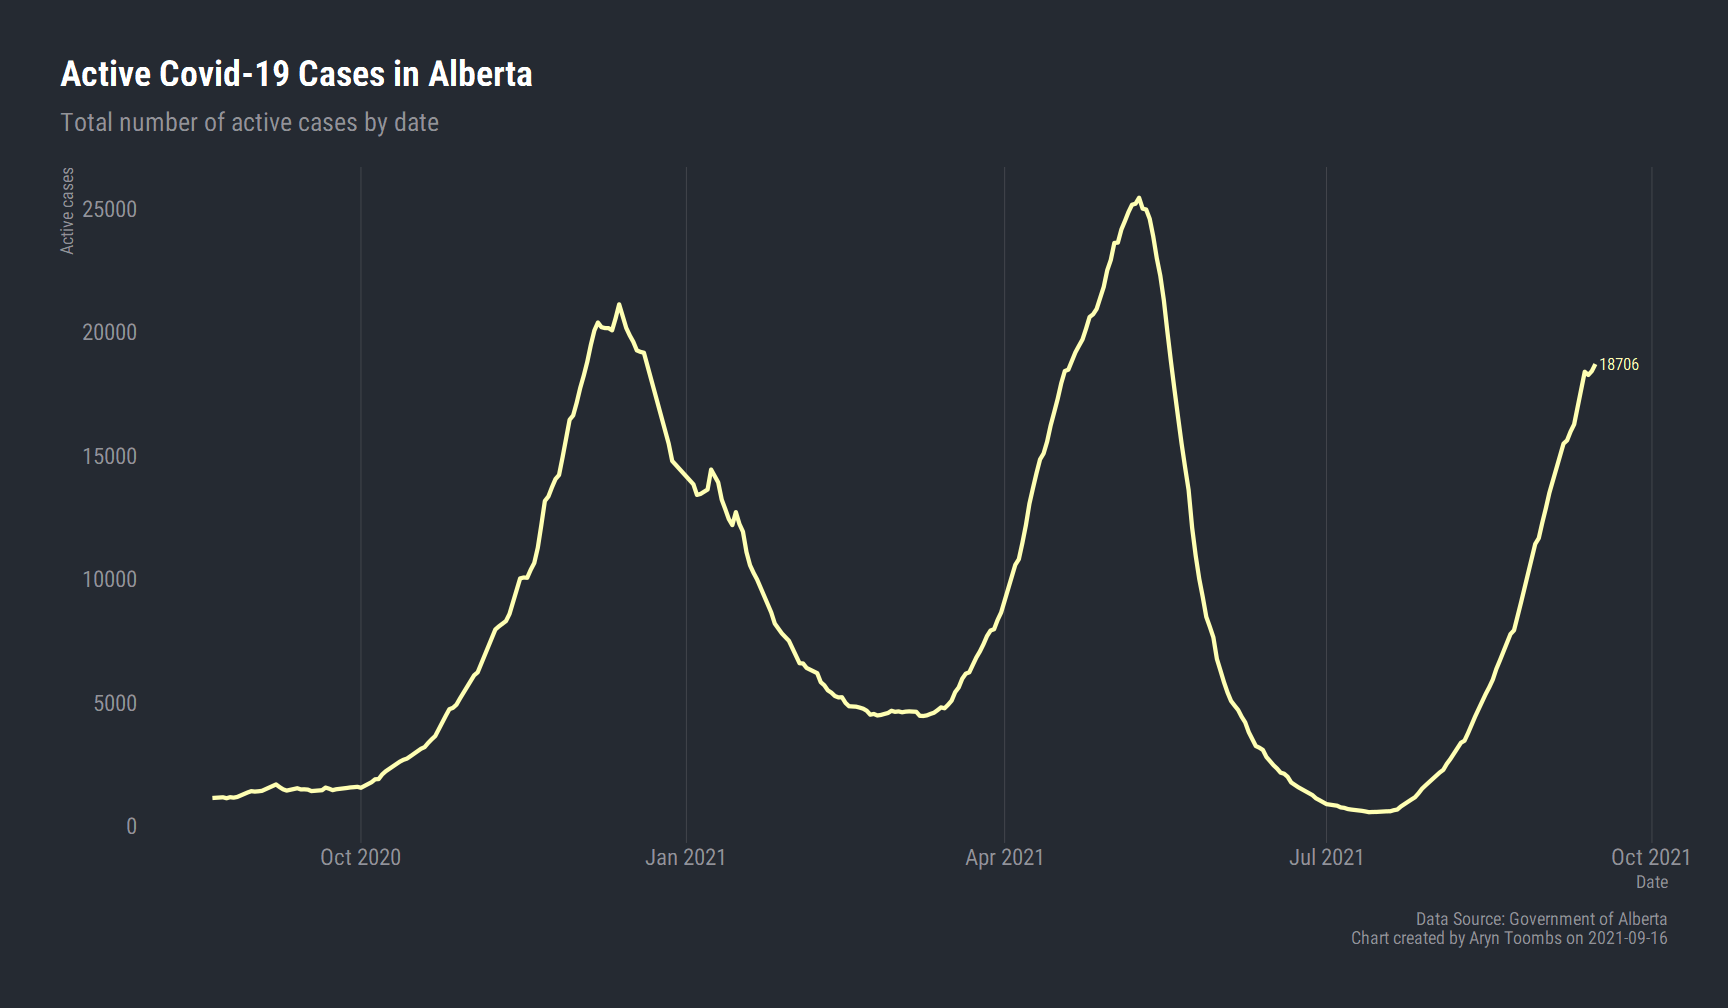 Active Covid-19 Cases in Alberta
Total number of active cases by date
Active cases
25000
20000
15000
10000
5000
0
18706
Oct 2020
Jan 2021
Apr 2021
Jul 2021
Oct 2021
Date
Data Source: Government of Alberta
Chart created by Aryn Toombs on 2021-09-16